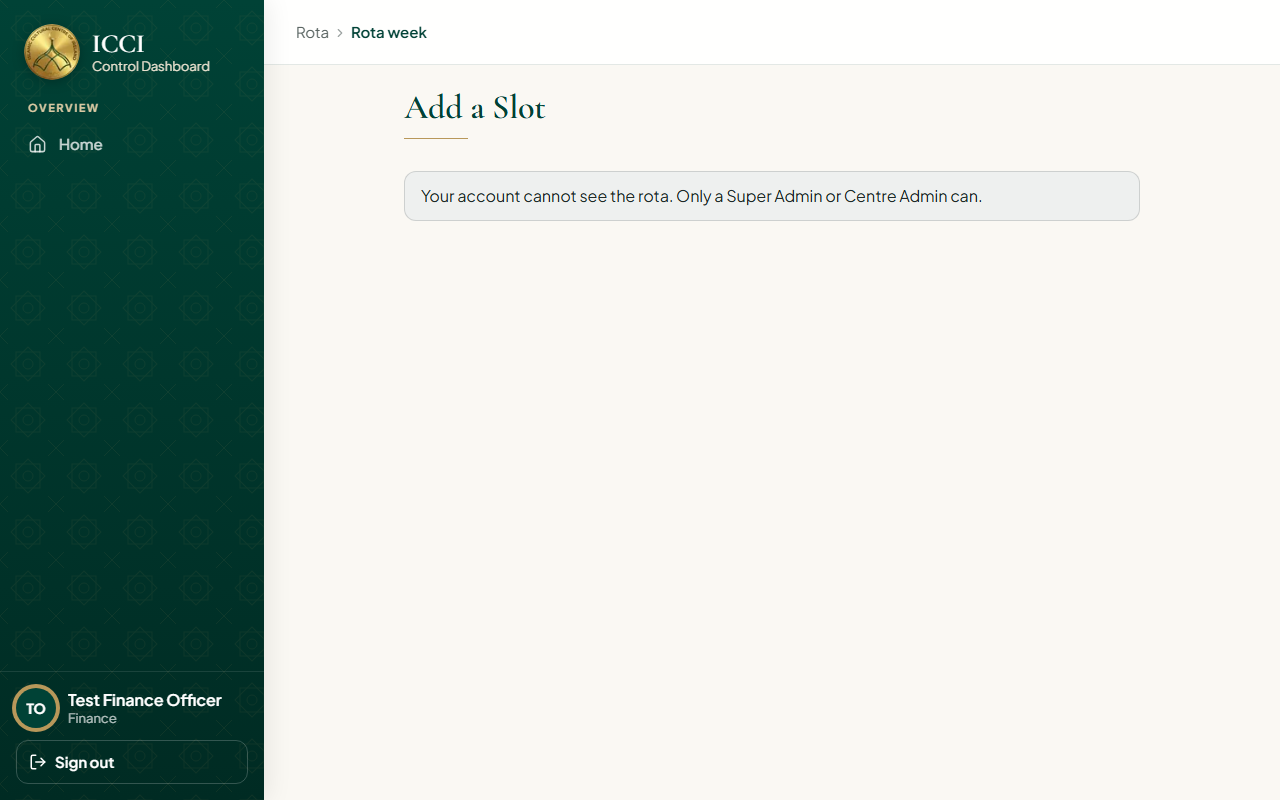 ICCI
Control Dashboard
OVERVIEW
Home
TO
Test Finance Officer
Finance
Sign out
Rota > Rota week
Add a Slot
Your account cannot see the rota. Only a Super Admin or Centre Admin can.